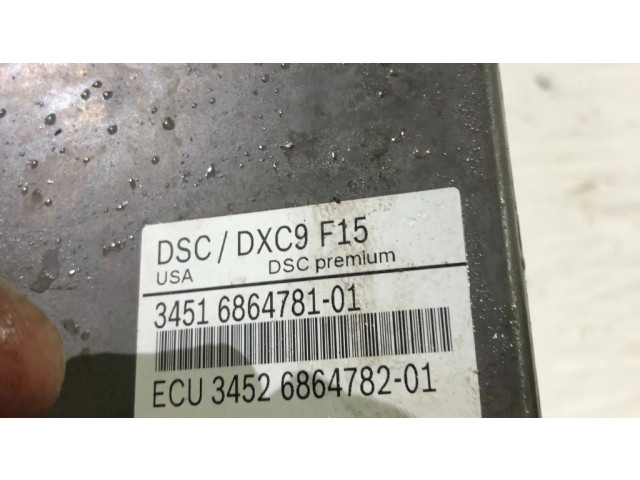 DSC / DXC9 F15
USA DSC premium
3451 6864781-01
ECU 3452 6864782-01